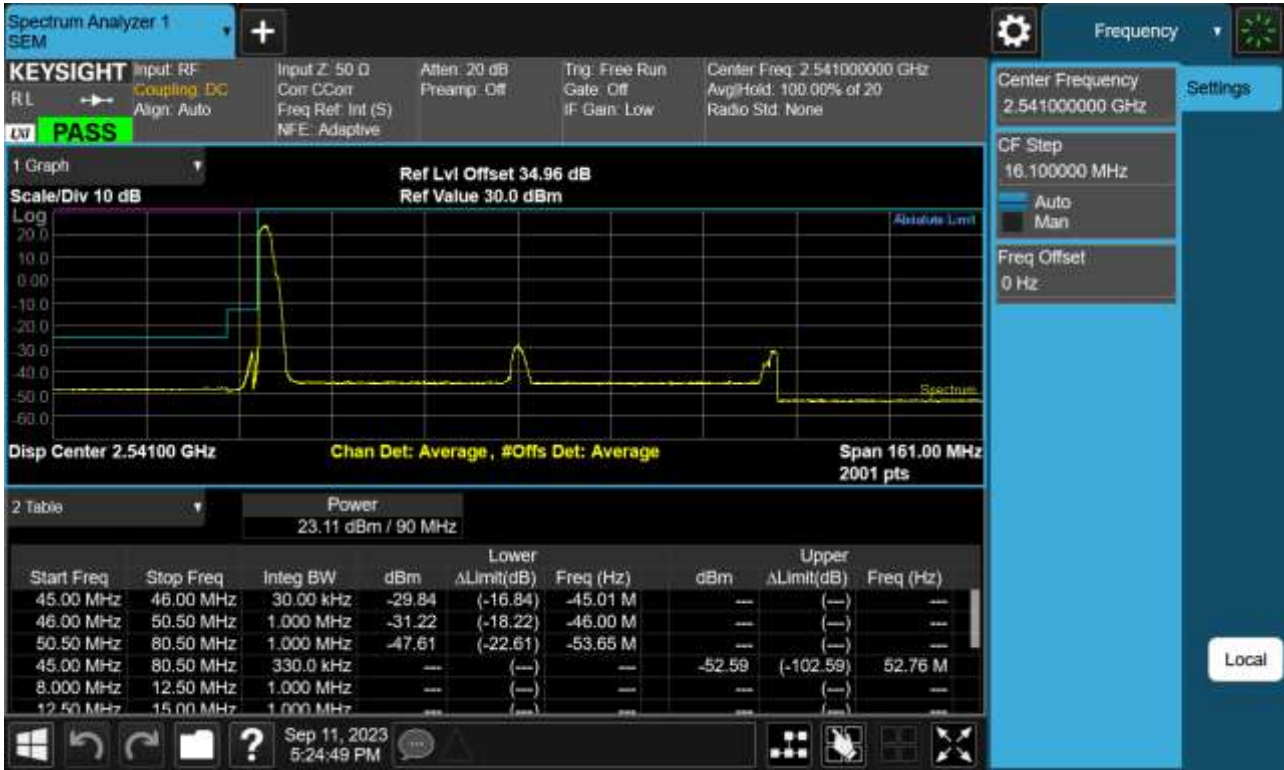 Spectrum Analyzer 1
SEM
Frequency
KEYSIGHT
RL
LXI
PASS
Input: RF
Coupling: DC
Align: Auto
Input Z: 50 Ω
Corr CCorr
Freq Ref: Int (S)
NFE: Adaptive
Atten: 20 dB
Preamp: Off
Trig: Free Run
Gate: Off
IF Gain: Low
Center Freq: 2.541000000 GHz
Avg|Hold: 100.00% of 20
Radio Std: None
Center Frequency
2.541000000 GHz
Settings
CF Step
16.100000 MHz
Auto
Man
Freq Offset
0 Hz
Local
1 Graph
Scale/Div 10 dB
Ref Lvl Offset 34.96 dB
Ref Value 30.0 dBm
Log
Absolute Limit
20.0
10.0
0.00
-10.0
-20.0
-30.0
-40.0
-50.0
-60.0
Spectrum
Disp Center 2.54100 GHz
Chan Det: Average, #Offs Det: Average
Span 161.00 MHz
2001 pts
2 Table
Power
23.11 dBm / 90 MHz
Lower Upper
Start Freq Stop Freq Integ BW dBm ΔLimit(dB) Freq (Hz) dBm ΔLimit(dB) Freq (Hz)
45.00 MHz 46.00 MHz 30.00 kHz -29.84 (-16.84) -45.01 M --- (---) ---
46.00 MHz 50.50 MHz 1.000 MHz -31.22 (-18.22) -46.00 M --- (---) ---
50.50 MHz 80.50 MHz 1.000 MHz -47.61 (-22.61) -53.65 M --- (---) ---
45.00 MHz 80.50 MHz 330.0 kHz --- (---) --- -52.59 (-102.59) 52.76 M
8.000 MHz 12.50 MHz 1.000 MHz --- (---) --- --- (---) ---
12.50 MHz 15.00 MHz 1.000 MHz --- (---) --- --- (---) ---
Sep 11, 2023
5:24:49 PM